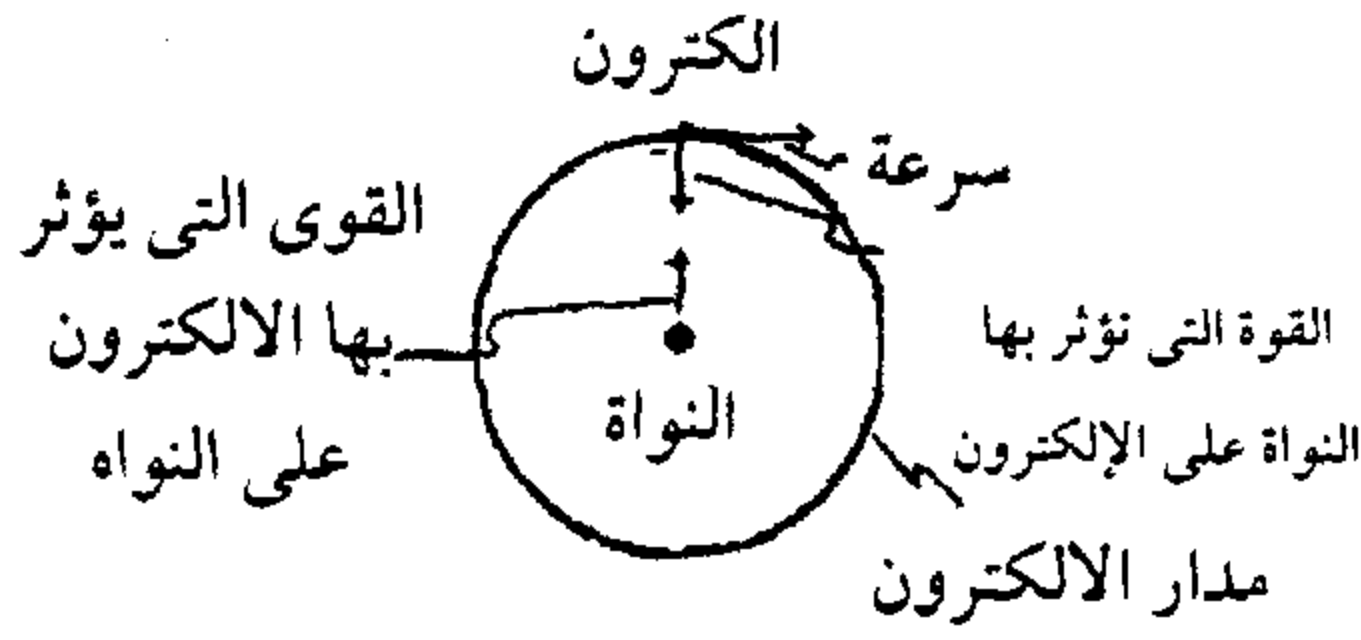 الكترون
سرعة
القوى التى يؤثر
بها الالكترون
على النواه
القوة التى تؤثر بها
النواة على الإلكترون
النواة
مدار الالكترون